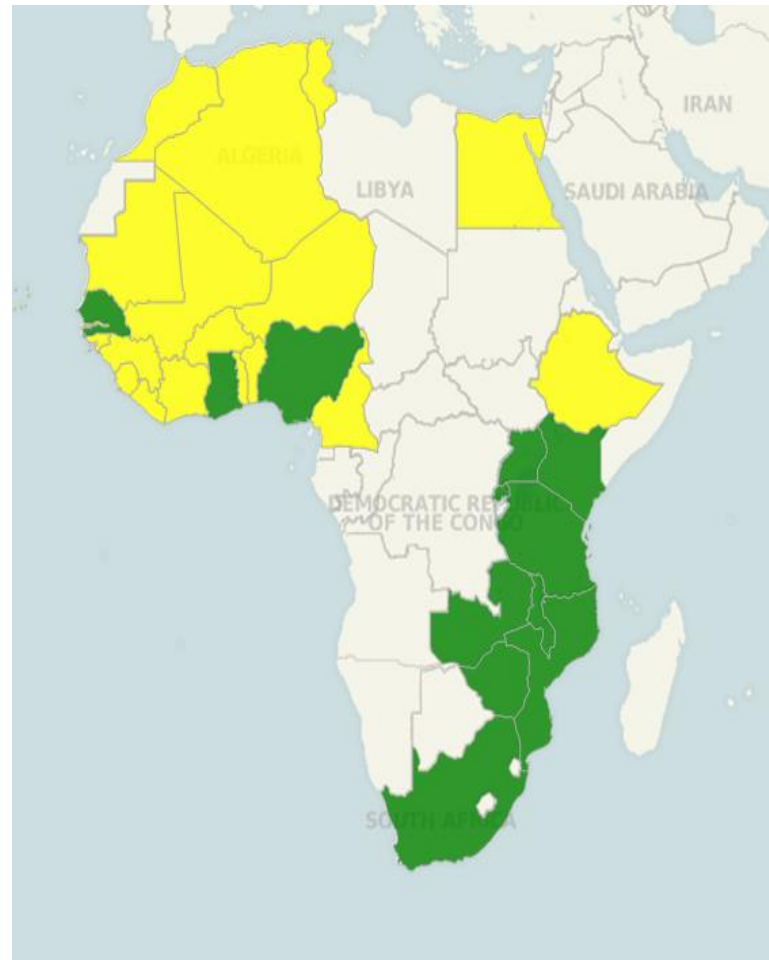 IRAN
ALGERIA
LIBYA
SAUDI ARABIA
DEMOCRATIC REPUBLIC
OF THE CONGO
SOUTH AFRICA